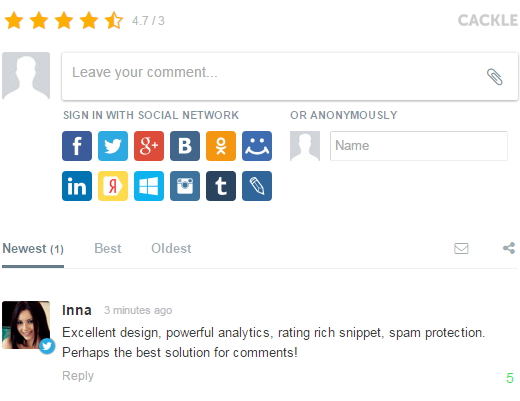 4.7 / 3
CACKLE
Leave your comment...
SIGN IN WITH SOCIAL NETWORK
OR ANONYMOUSLY
f
g+
B
Name
in
Я
t
Newest (1)
Best
Oldest
Inna
3 minutes ago
Excellent design, powerful analytics, rating rich snippet, spam protection.
Perhaps the best solution for comments!
Reply
5